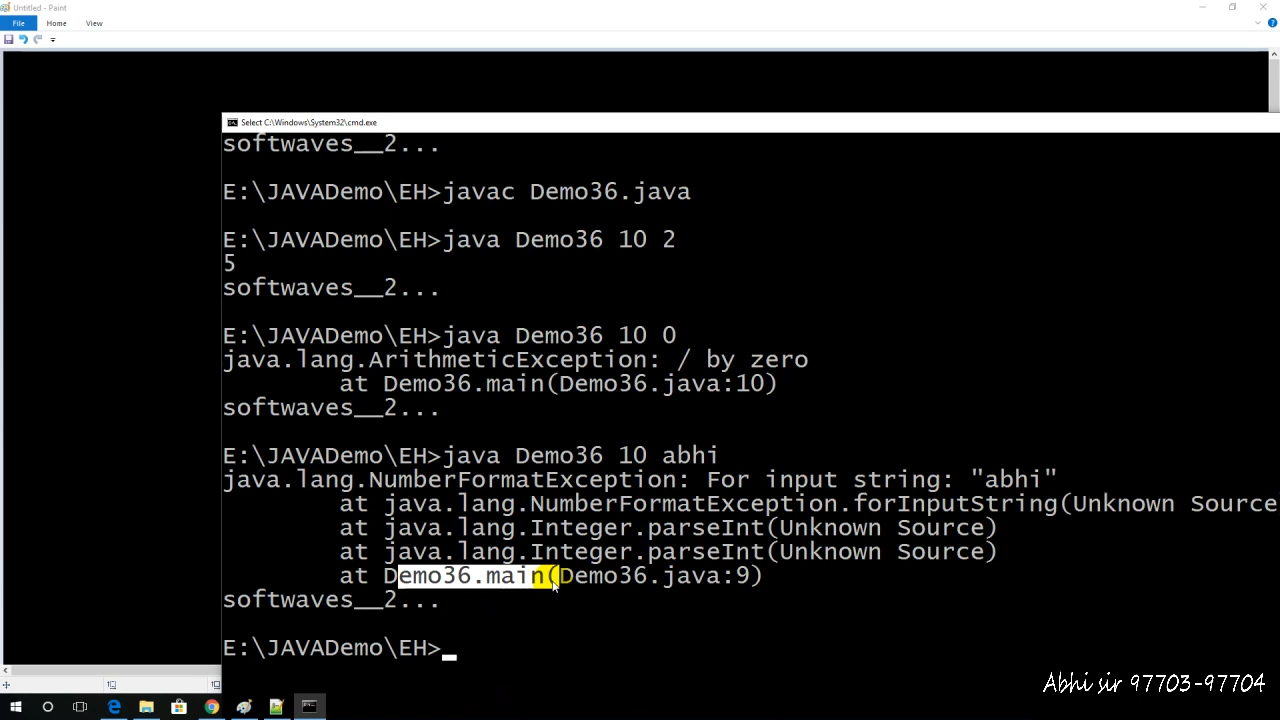 Untitled - Paint
File Home View
Select C:\Windows\System32\cmd.exe
softwaves__2...
E:\JAVADemo\EH>javac Demo36.java
E:\JAVADemo\EH>java Demo36 10 2
5
softwaves__2...
E:\JAVADemo\EH>java Demo36 10 0
java.lang.ArithmeticException: / by zero
at Demo36.main(Demo36.java:10)
softwaves__2...
E:\JAVADemo\EH>java Demo36 10 abhi
java.lang.NumberFormatException: For input string: "abhi"
at java.lang.NumberFormatException.forInputString(Unknown Source
at java.lang.Integer.parseInt(Unknown Source)
at java.lang.Integer.parseInt(Unknown Source)
at Demo36.main(Demo36.java:9)
softwaves__2...
E:\JAVADemo\EH>
Abhi sir 97703-97704